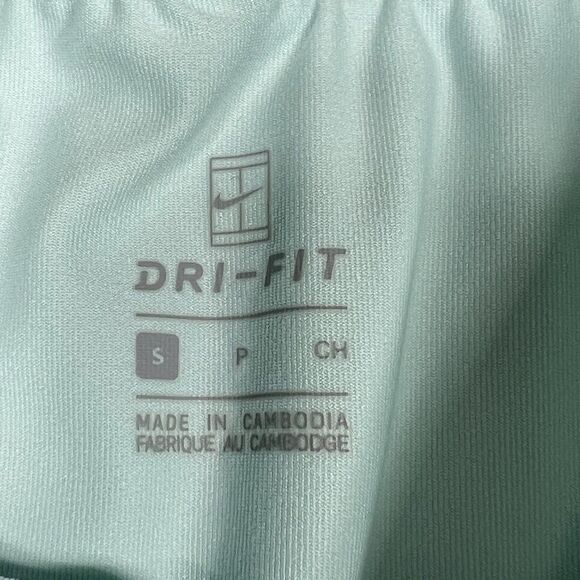 DRI-FIT
S P CH
MADE IN CAMBODIA
FABRIQUE AU CAMBODGE